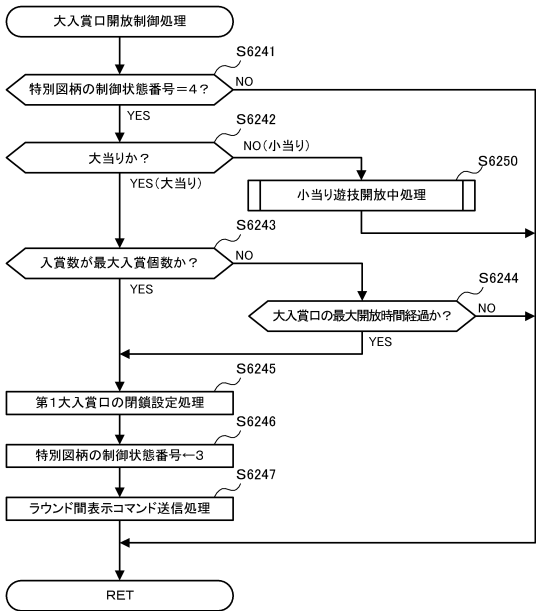 大入賞口開放制御処理
S6241
特別図柄の制御状態番号＝4？
NO
YES
S6242
大当りか？
NO(小当り)
YES(大当り)
S6250
小当り遊技開放中処理
S6243
入賞数が最大入賞個数か？
NO
YES
S6244
大入賞口の最大開放時間経過か？
NO
YES
S6245
第1大入賞口の閉鎖設定処理
S6246
特別図柄の制御状態番号←3
S6247
ラウンド間表示コマンド送信処理
RET